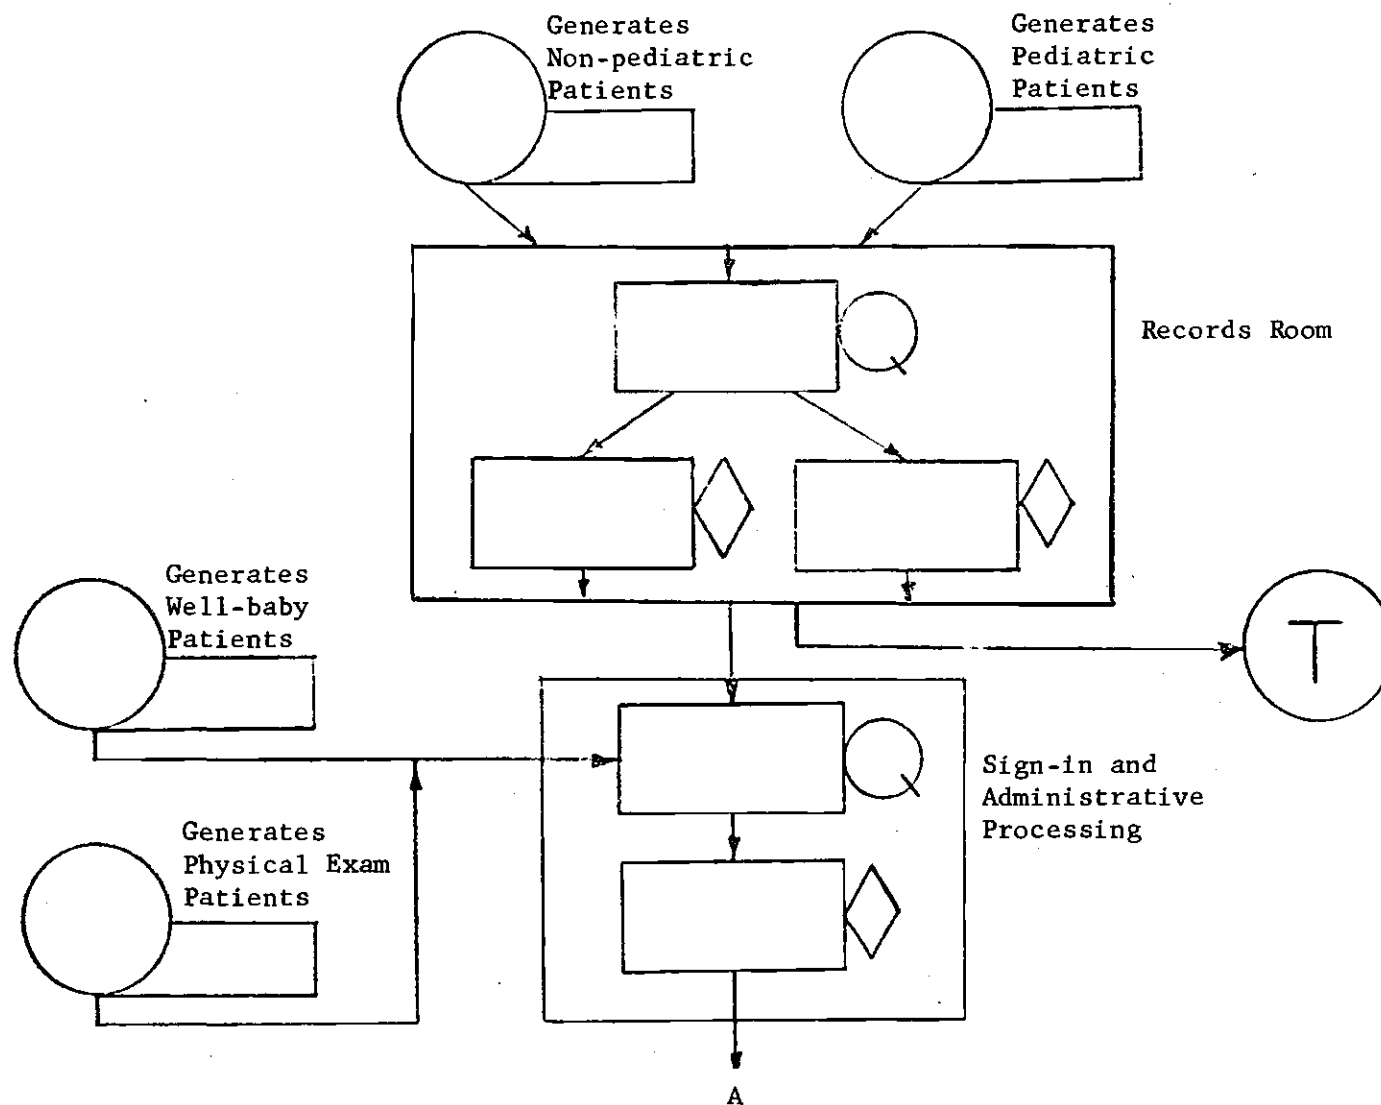 Generates
Non-pediatric
Patients
Generates
Pediatric
Patients
Records Room
Generates
Well-baby
Patients
T
Sign-in and
Administrative
Processing
Generates
Physical Exam
Patients
A